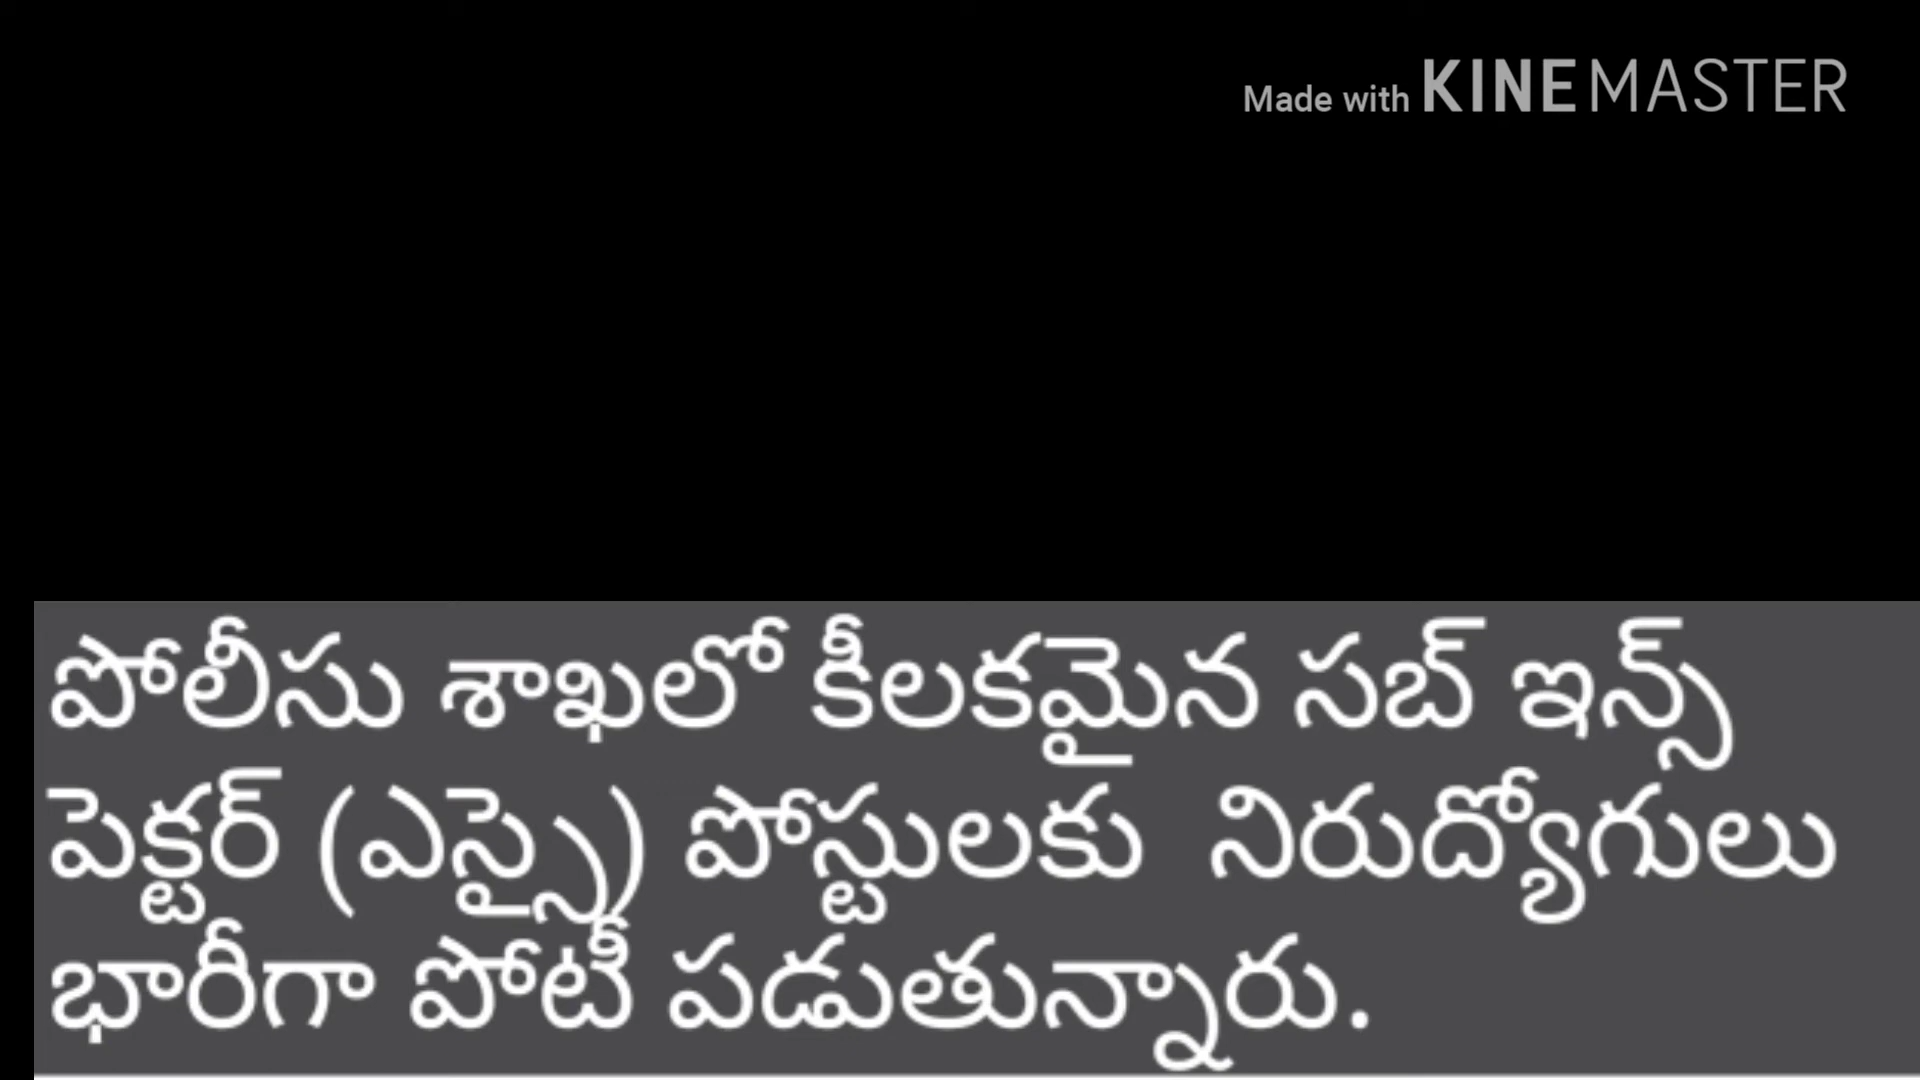 Made with KINEMASTER
పోలీసు శాఖలో కీలకమైన సబ్ ఇన్స్
పెక్టర్ (ఎస్సై) పోస్టులకు నిరుద్యోగులు
భారీగా పోటీ పడుతున్నారు.